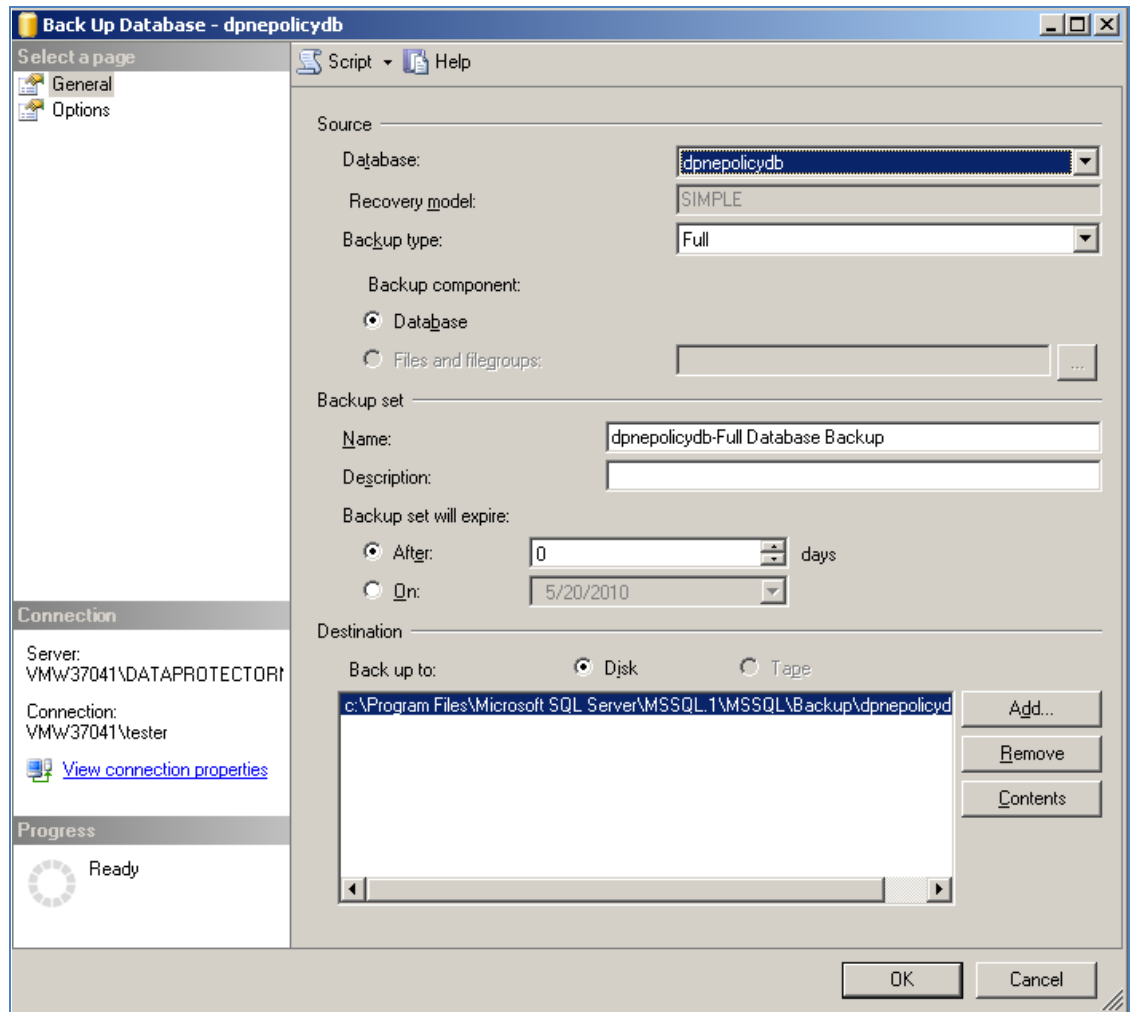 Back Up Database - dpnepolicydb
Select a page
General
Options
Script Help
Source
Database: dpnepolicydb
Recovery model: SIMPLE
Backup type: Full
Backup component:
Database
Files and filegroups: ...
Backup set
Name: dpnepolicydb-Full Database Backup
Description:
Backup set will expire:
After: 0 days
On: 5/20/2010
Destination
Back up to: Disk Tape
c:\Program Files\Microsoft SQL Server\MSSQL.1\MSSQL\Backup\dpnepolicyd
Add...
Remove
Contents
Connection
Server:
VMW37041\DATAPROTECTOR
Connection:
VMW37041\tester
View connection properties
Progress
Ready
OK Cancel